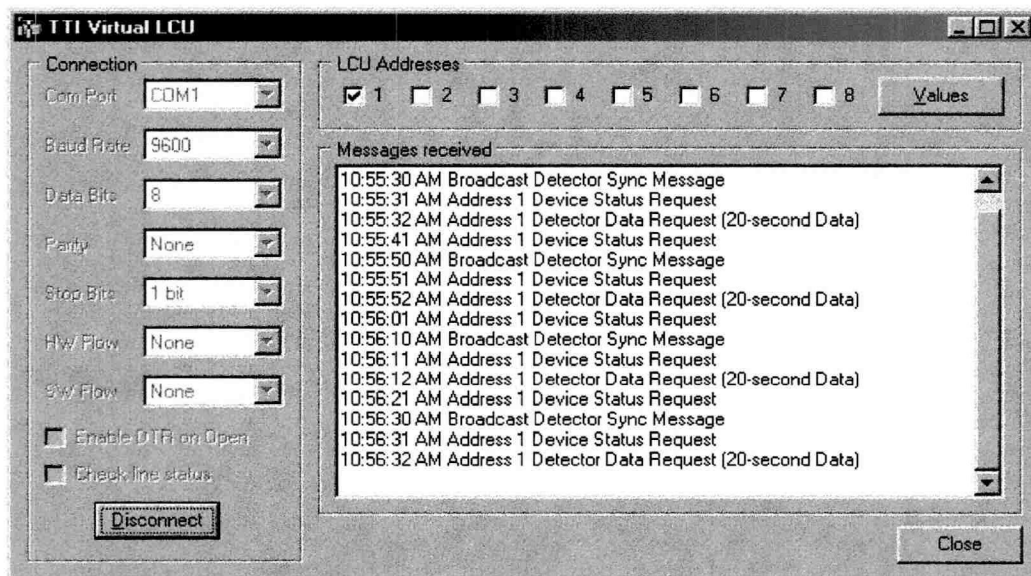 TTI Virtual LCU
Connection
Com Port COM1
Baud Rate 9600
Data Bits 8
Parity None
Stop Bits 1 bit
HW Flow None
SW Flow None
Enable DTR on Open
Check line status
Disconnect
LCU Addresses
1 2 3 4 5 6 7 8 Values
Messages received
10:55:30 AM Broadcast Detector Sync Message
10:55:31 AM Address 1 Device Status Request
10:55:32 AM Address 1 Detector Data Request (20-second Data)
10:55:41 AM Address 1 Device Status Request
10:55:50 AM Broadcast Detector Sync Message
10:55:51 AM Address 1 Device Status Request
10:55:52 AM Address 1 Detector Data Request (20-second Data)
10:56:01 AM Address 1 Device Status Request
10:56:10 AM Broadcast Detector Sync Message
10:56:11 AM Address 1 Device Status Request
10:56:12 AM Address 1 Detector Data Request (20-second Data)
10:56:21 AM Address 1 Device Status Request
10:56:30 AM Broadcast Detector Sync Message
10:56:31 AM Address 1 Device Status Request
10:56:32 AM Address 1 Detector Data Request (20-second Data)
Close